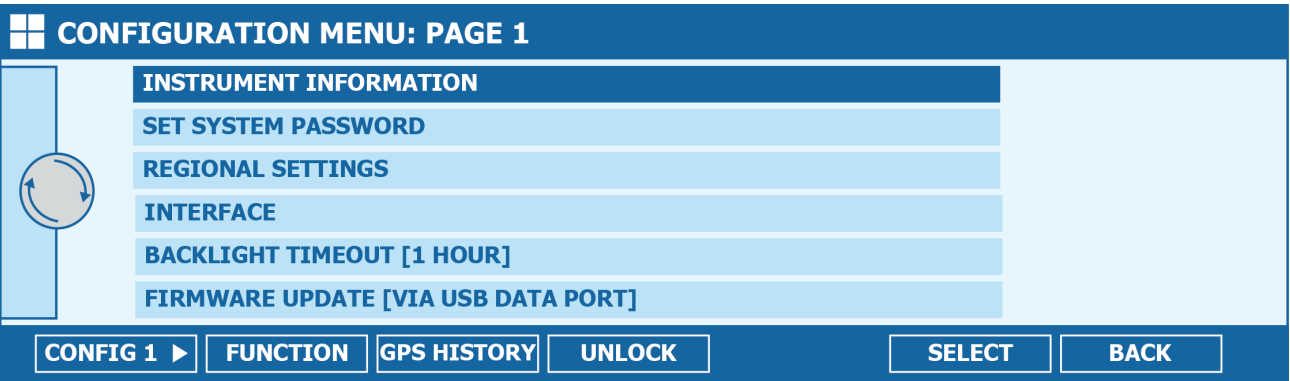 CONFIGURATION MENU: PAGE 1
INSTRUMENT INFORMATION
SET SYSTEM PASSWORD
REGIONAL SETTINGS
INTERFACE
BACKLIGHT TIMEOUT [1 HOUR]
FIRMWARE UPDATE [VIA USB DATA PORT]
CONFIG 1 ▶ FUNCTION GPS HISTORY UNLOCK SELECT BACK